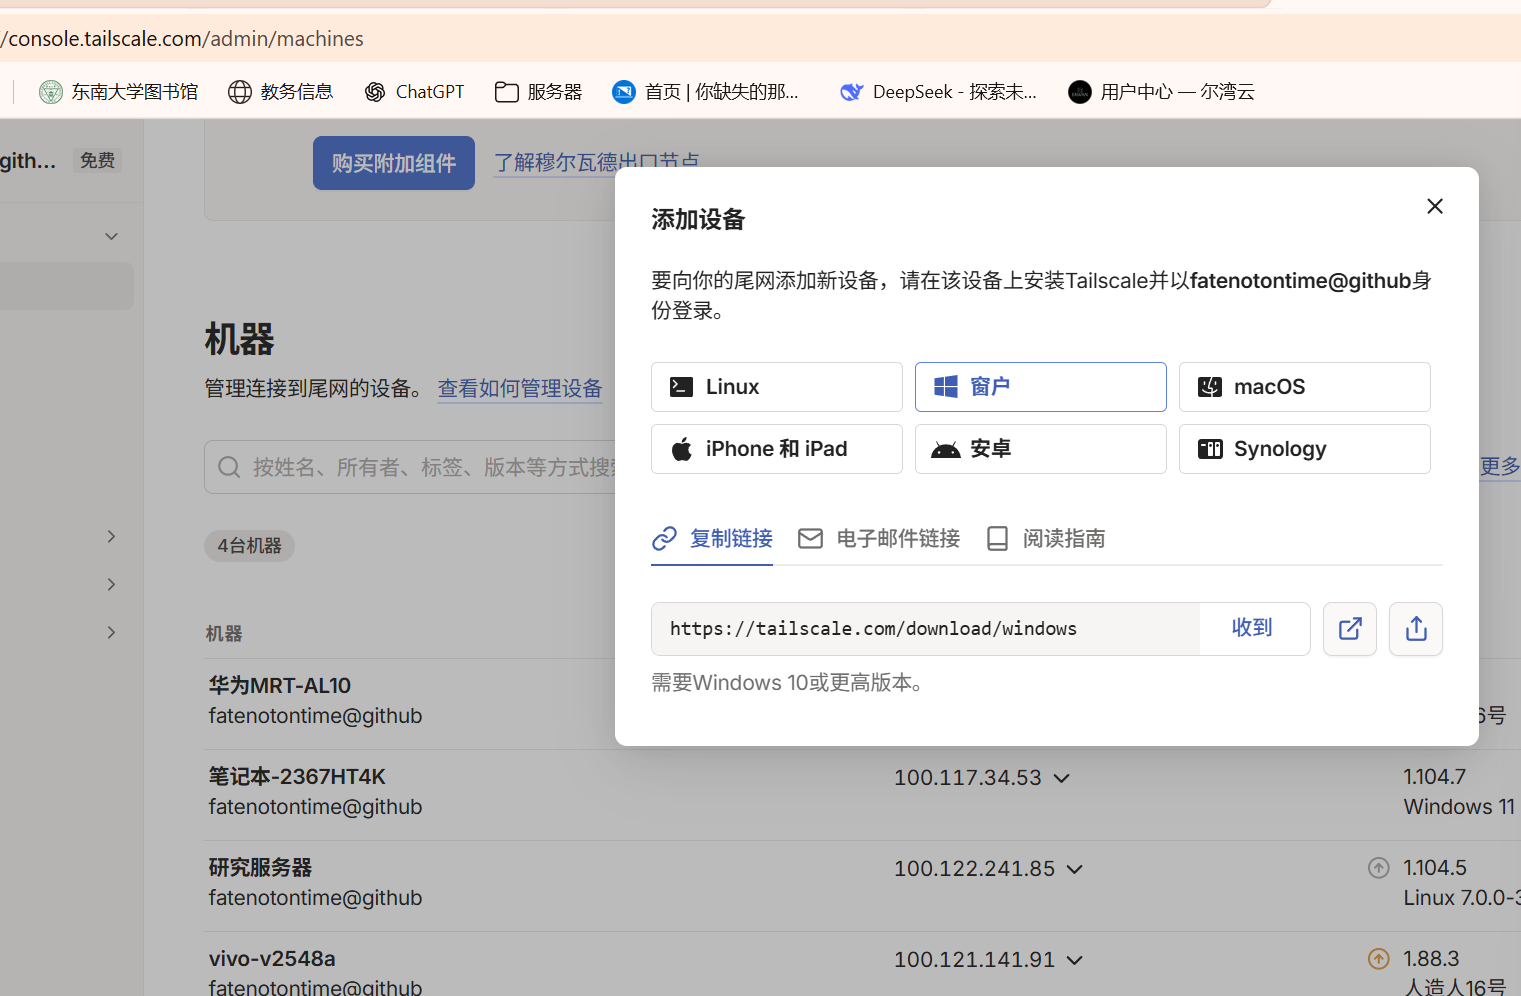 /console.tailscale.com/admin/machines
东南大学图书馆
教务信息
ChatGPT
服务器
首页 | 你缺失的那...
DeepSeek - 探索未...
用户中心 — 尔湾云
gith...
免费
购买附加组件
了解穆尔瓦德出口节点
添加设备
要向你的尾网添加新设备，请在该设备上安装Tailscale并以fatenotontime@github身
份登录。
机器
管理连接到尾网的设备。 查看如何管理设备
Linux
窗户
macOS
iPhone 和 iPad
安卓
Synology
按姓名、所有者、标签、版本等方式搜索
更多
复制链接
电子邮件链接
阅读指南
4台机器
https://tailscale.com/download/windows
收到
需要Windows 10或更高版本。
机器
华为MRT-AL10
fatenotontime@github
6号
笔记本-2367HT4K
fatenotontime@github
100.117.34.53
1.104.7
Windows 11
研究服务器
fatenotontime@github
100.122.241.85
1.104.5
Linux 7.0.0-3
vivo-v2548a
fatenotontime@github
100.121.141.91
1.88.3
人造人16号